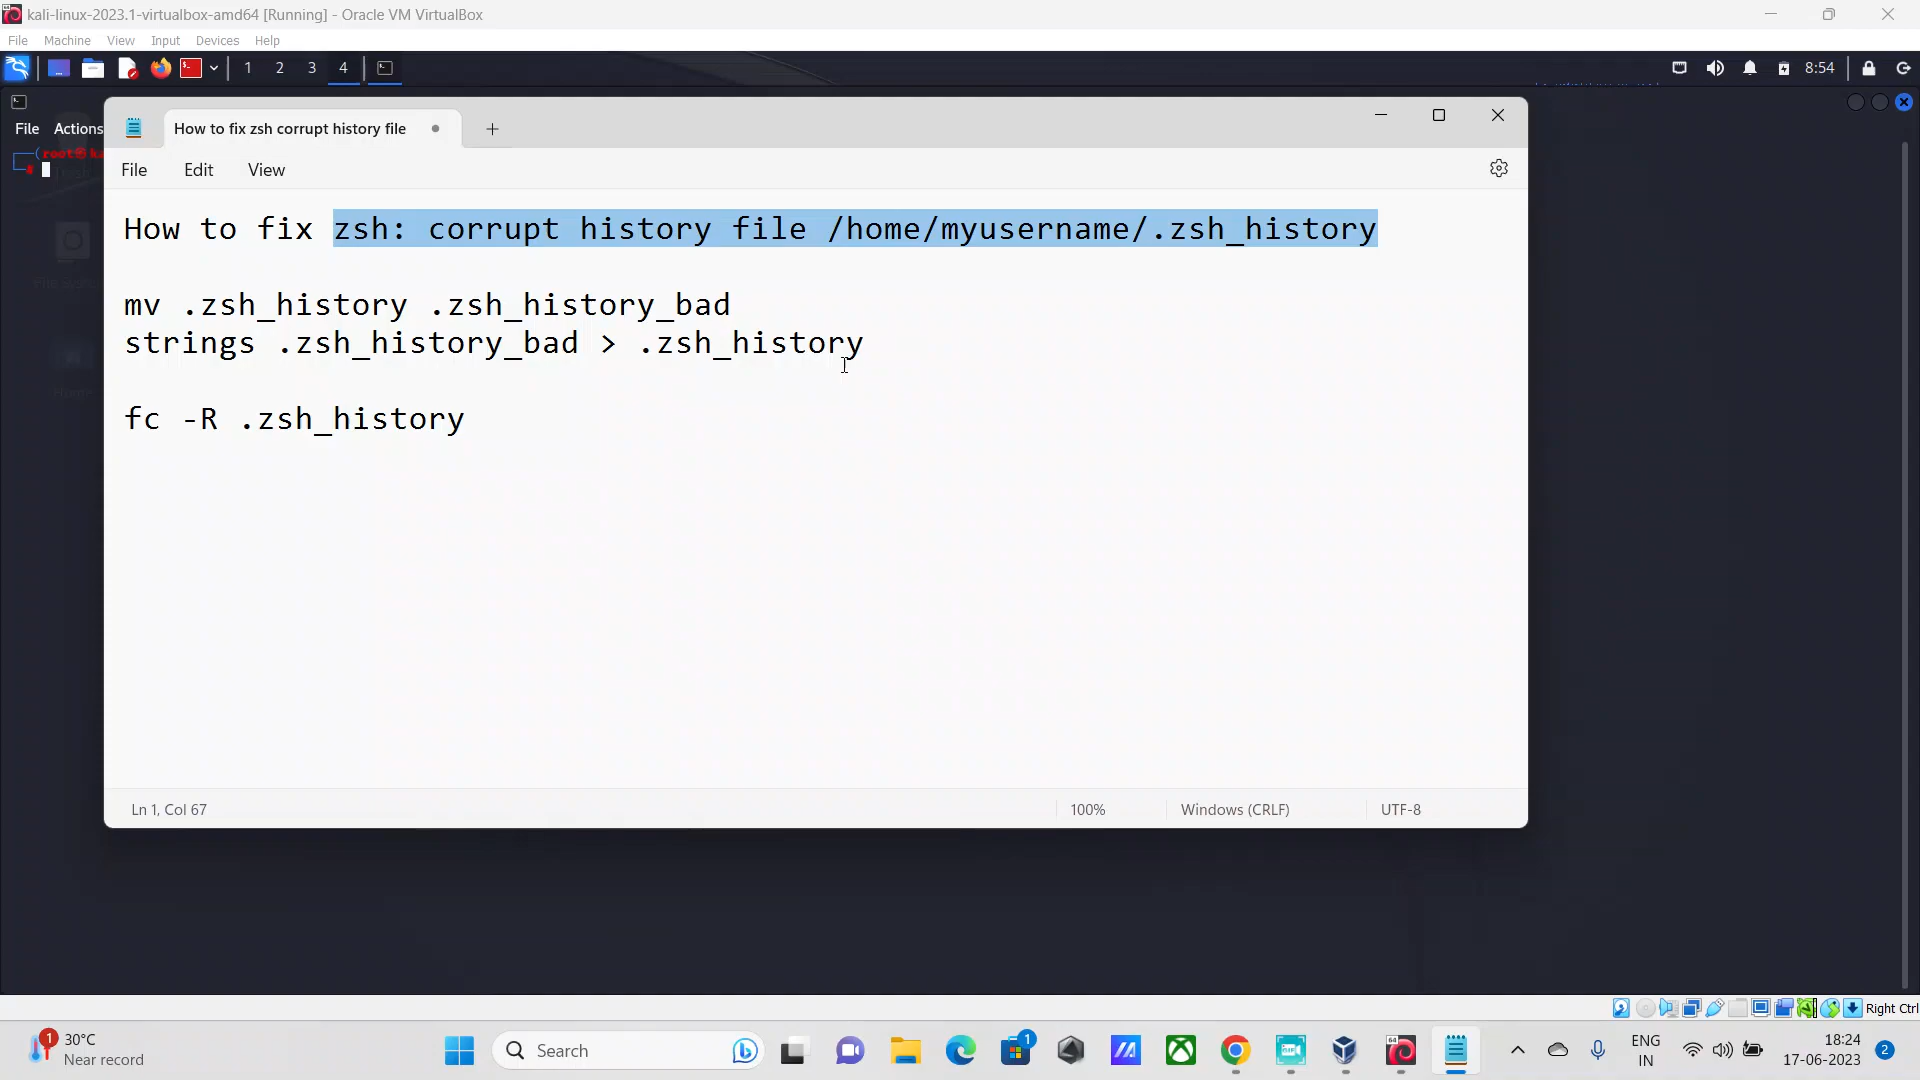 kali-linux-2023.1-virtualbox-amd64 [Running] - Oracle VM VirtualBox
File Machine View Input Devices Help
1 2 3 4 8:54
File Actions
How to fix zsh corrupt history file
File Edit View
How to fix zsh: corrupt history file /home/myusername/.zsh_history
mv .zsh_history .zsh_history_bad
strings .zsh_history_bad > .zsh_history
fc -R .zsh_history
Ln 1, Col 67 100% Windows (CRLF) UTF-8
Right Ctrl
1 30°C
Near record
Search
1
ENG
IN
18:24
17-06-2023
2